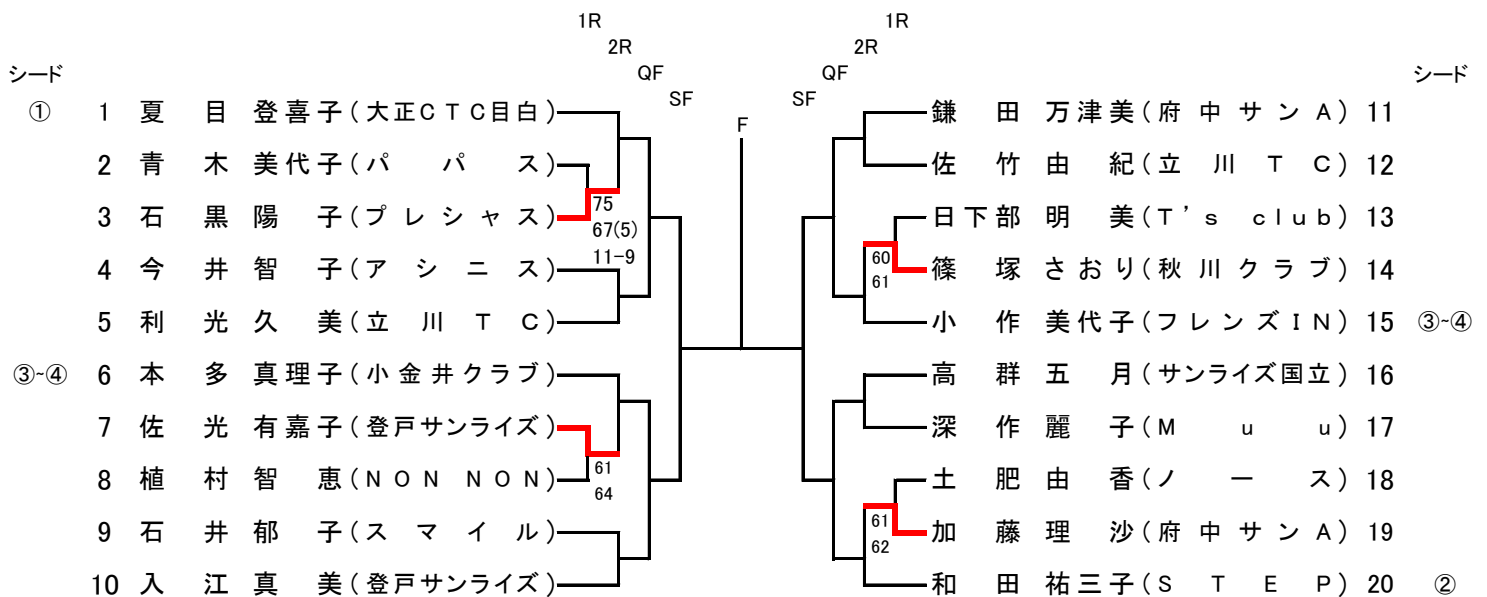 1R 1R
2R 2R
シード QF QF シード
SF SF
① 1 夏目登喜子(大正CTC目白) F 鎌田万津美(府中サンA) 11
2 青木美代子(パパス) 佐竹由紀(立川TC) 12
3 石黒陽子(プレシャス) 75 日下部明美(T's club) 13
67(5)
11-9
4 今井智子(アシニス) 60 篠塚さおり(秋川クラブ) 14
61
5 利光久美(立川TC) 小作美代子(フレンズIN) 15 ③~④
③~④ 6 本多真理子(小金井クラブ) 高群五月(サンライズ国立) 16
7 佐光有嘉子(登戸サンライズ) 深作麗子(Muu) 17
61
8 植村智恵(NON NON) 土肥由香(ノース) 18
64
9 石井郁子(スマイル) 61 加藤理沙(府中サンA) 19
62
10 入江真美(登戸サンライズ) 和田祐三子(STEP) 20 ②